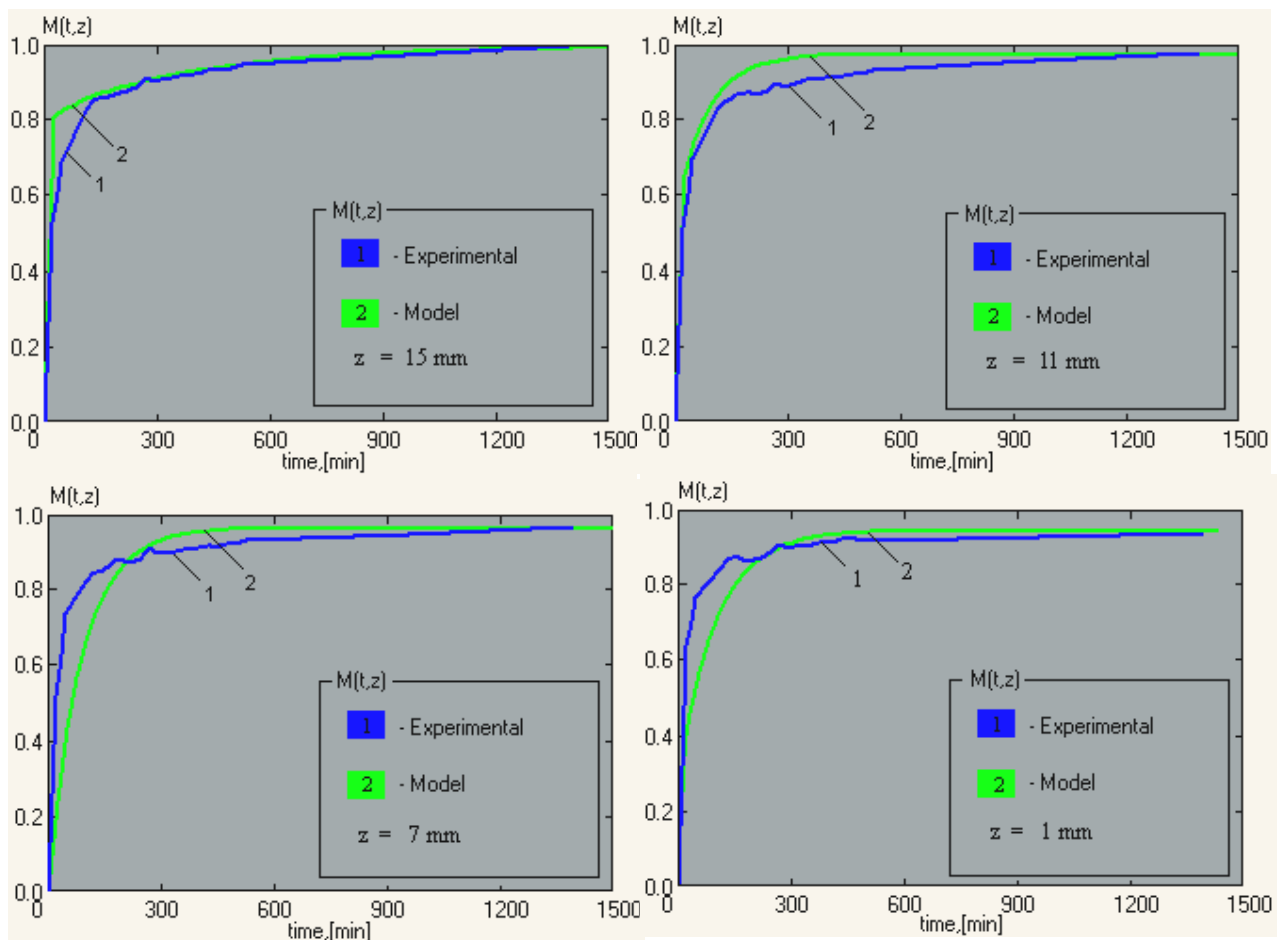 M(t,z)
1.0
0.8
0.6
0.4
0.2
0.0
1
2
M(t,z)
1 - Experimental
2 - Model
z = 15 mm
0 300 600 900 1200 1500
time,[min]
M(t,z)
1.0
0.8
0.6
0.4
0.2
0.0
1
2
M(t,z)
1 - Experimental
2 - Model
z = 11 mm
0 300 600 900 1200 1500
time,[min]
M(t,z)
1.0
0.8
0.6
0.4
0.2
0.0
1
2
M(t,z)
1 - Experimental
2 - Model
z = 7 mm
0 300 600 900 1200 1500
time,[min]
M(t,z)
1.0
0.8
0.6
0.4
0.2
0.0
1
2
M(t,z)
1 - Experimental
2 - Model
z = 1 mm
0 300 600 900 1200 1500
time,[min]